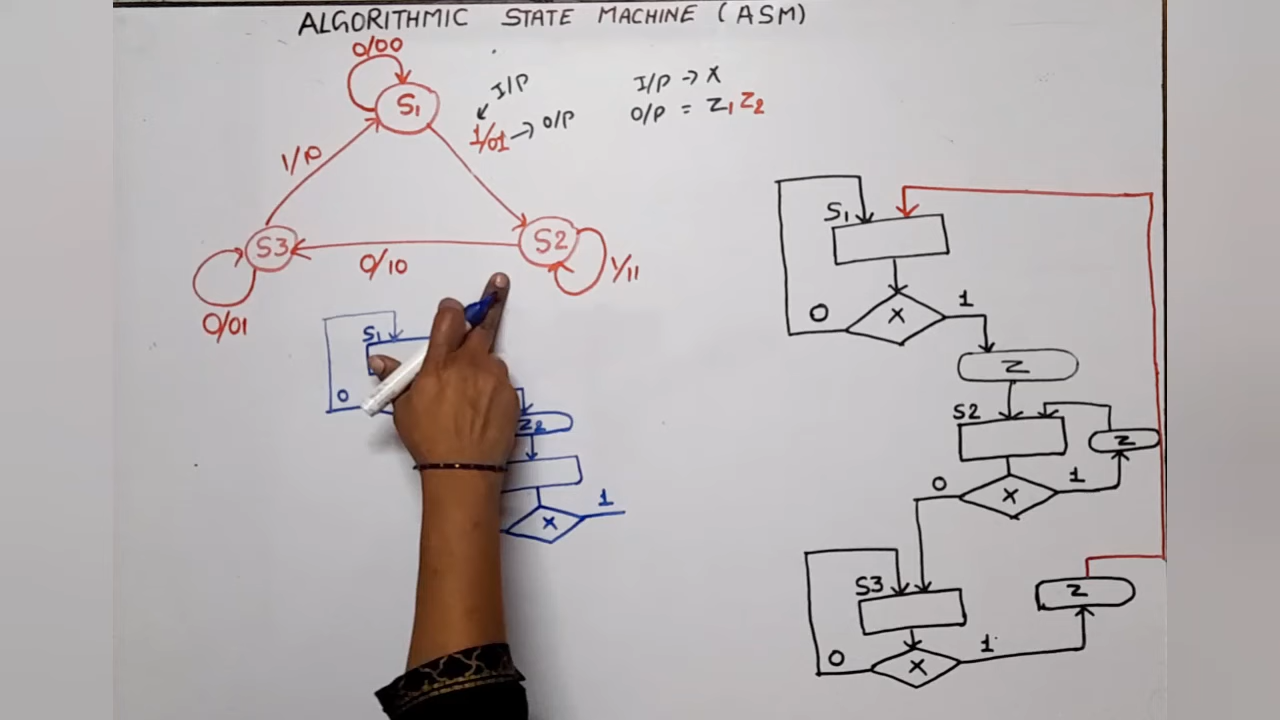 ALGORITHMIC STATE MACHINE (ASM)
0/00
S1
I/P
1/01 → O/P
I/P → X
O/P = Z1 Z2
1/P
S3
S2
0/10
1/11
0/01
S1
0
Z2
X
1
S1
X
0
1
Z
S2
Z
0
X
1
S3
Z
0
X
1